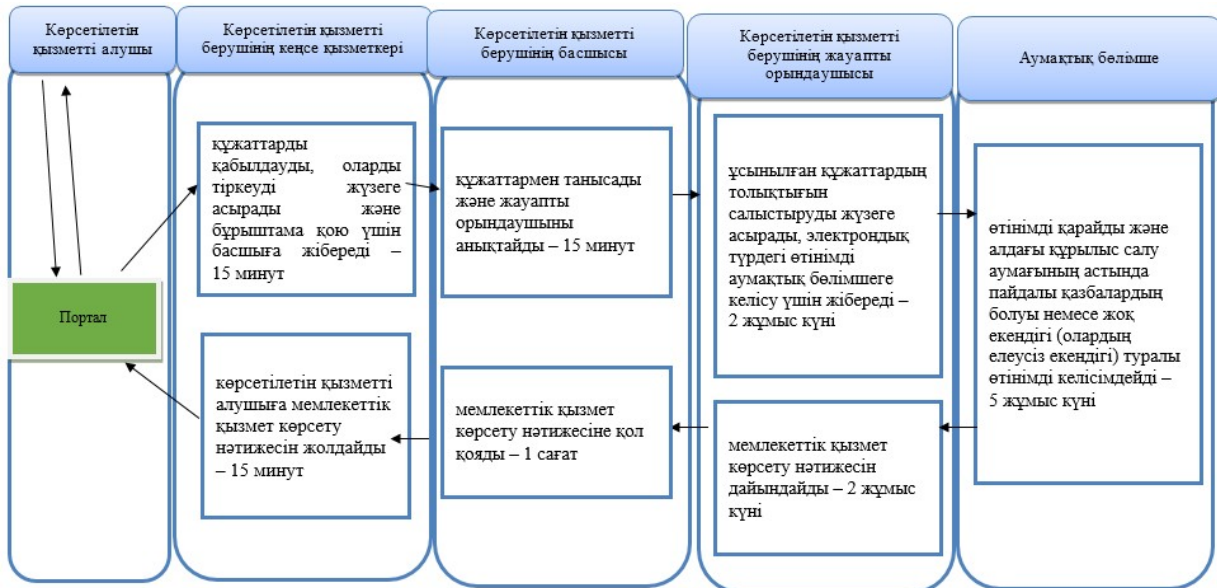 Көрсетілетін
қызметті алушы
Көрсетілетін қызметті
берушінің кеңсе қызметкері
Көрсетілетін қызметті
берушінің басшысы
Көрсетілетін қызметті
берушінің жауапты
орындаушысы
Аумақтық бөлімше
Портал
құжаттарды
қабылдауды, оларды
тіркеуді жүзеге
асырады және
бұрыштама қою үшін
басшыға жібереді –
15 минут
құжаттармен танысады
және жауапты
орындаушыны
анықтайды – 15 минут
ұсынылған құжаттардың
толықтығын
салыстыруды жүзеге
асырады, электрондық
түрдегі өтінімді
аумақтық бөлімшеге
келісу үшін жібереді –
2 жұмыс күні
өтінімді қарайды және
алдағы құрылыс салу
аумағының астында
пайдалы қазбалардың
болуы немесе жоқ
екендігі (олардың
елеусіз екендігі) туралы
өтінімді келісімдейді –
5 жұмыс күні
мемлекеттік қызмет
көрсету нәтижесін
дайындайды – 2 жұмыс
күні
мемлекеттік қызмет
көрсету нәтижесіне қол
қояды – 1 сағат
көрсетілетін қызметті
алушыға мемлекеттік
қызмет көрсету
нәтижесін жолдайды
– 15 минут